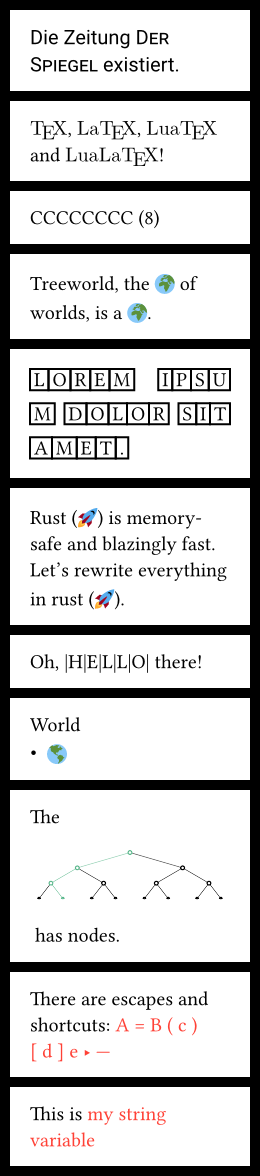 Die Zeitung DER
SPIEGEL existiert.
TEX, LaTEX, LuaTEX
and LuaLaTEX!
CCCCCCCC (8)
Treeworld, the 🌍 of
worlds, is a 🌍.
LOREM IPSU
M DOLOR SIT
AMET.
Rust (🚀) is memory-
safe and blazingly fast.
Let’s rewrite everything
in rust (🚀).
Oh, |H|E|L|L|O| there!
World
• 🌎
The
has nodes.
There are escapes and
shortcuts: A = B ( c )
[ d ] e ‣ —
This is my string
variable